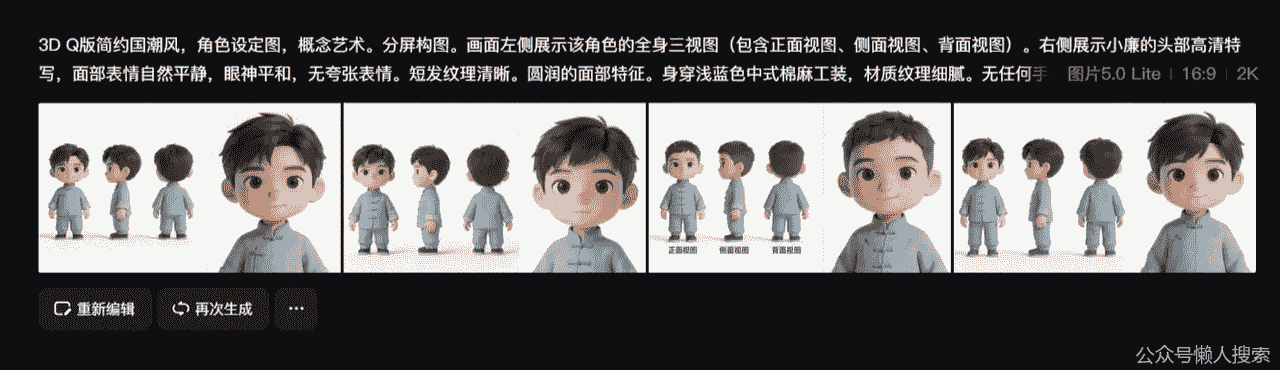 3D Q版简约国潮风，角色设定图，概念艺术。分屏构图。画面左侧展示该角色的全身三视图（包含正面视图、侧面视图、背面视图）。右侧展示小廉的头部高清特
写，面部表情自然平静，眼神平和，无夸张表情。短发纹理清晰。圆润的面部特征。身穿浅蓝色中式棉麻工装，材质纹理细腻。无任何手 图片5.0 Lite | 16:9 | 2K
正面视图 侧面视图 背面视图
重新编辑 再次生成 ···
公众号懒人搜索